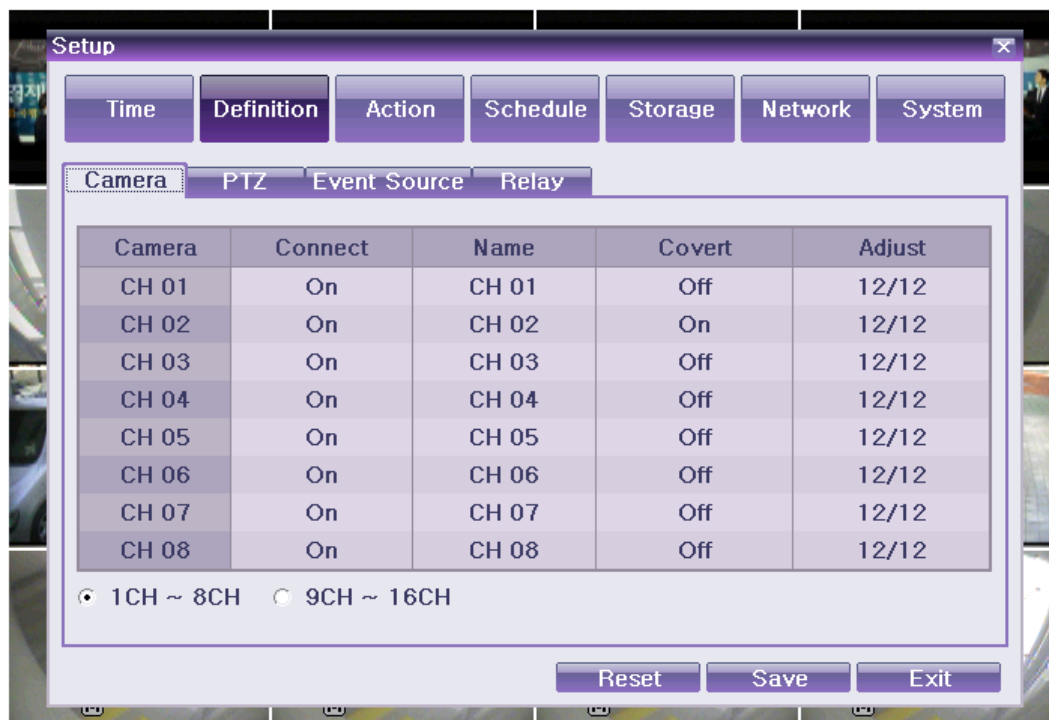 Setup
Time Definition Action Schedule Storage Network System
Camera PTZ Event Source Relay
Camera Connect Name Covert Adjust
CH 01 On CH 01 Off 12/12
CH 02 On CH 02 On 12/12
CH 03 On CH 03 Off 12/12
CH 04 On CH 04 Off 12/12
CH 05 On CH 05 Off 12/12
CH 06 On CH 06 Off 12/12
CH 07 On CH 07 Off 12/12
CH 08 On CH 08 Off 12/12
1CH ~ 8CH 9CH ~ 16CH
Reset Save Exit